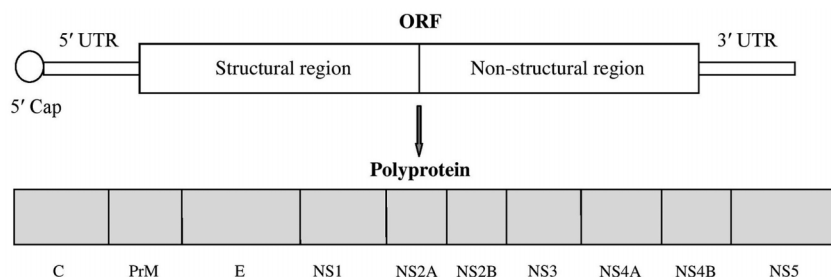 ORF
5′ UTR
3′ UTR
Structural region
Non-structural region
5′ Cap
Polyprotein
C PrM E NS1 NS2A NS2B NS3 NS4A NS4B NS5